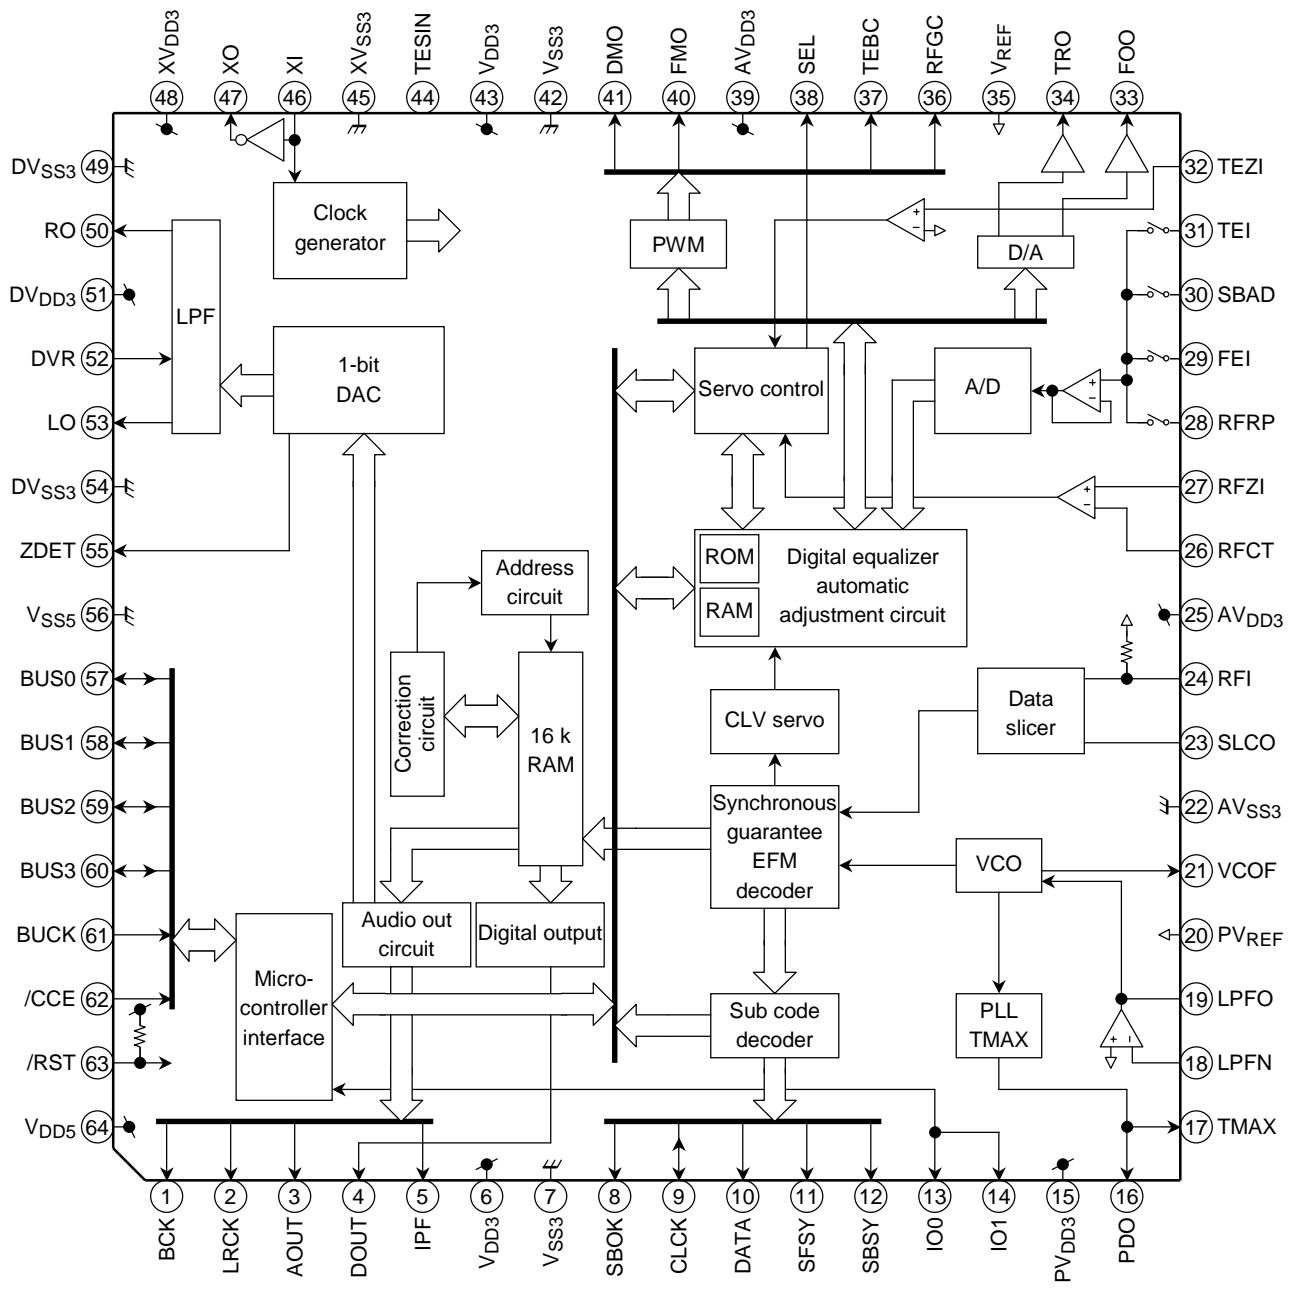 XVDD3
XO
XI
XVSS3
TESIN
VDD3
VSS3
DMO
FMO
AVDD3
SEL
TEBC
RFGC
VREF
TRO
FOO
48 47 46 45 44 43 42 41 40 39 38 37 36 35 34 33
DVSS3 49
RO 50
DVDD3 51
DVR 52
LO 53
DVSS3 54
ZDET 55
VSS5 56
BUS0 57
BUS1 58
BUS2 59
BUS3 60
BUCK 61
/CCE 62
/RST 63
VDD5 64
32 TEZI
31 TEI
30 SBAD
29 FEI
28 RFRP
27 RFZI
26 RFCT
25 AVDD3
24 RFI
23 SLCO
22 AVSS3
21 VCOF
20 PVREF
19 LPFO
18 LPFN
17 TMAX
Clock
generator
LPF
1-bit
DAC
PWM
D/A
+
−
Servo control
A/D
+
−
+
−
ROM
RAM
Digital equalizer
automatic
adjustment circuit
Address
circuit
Correction
circuit
16 k
RAM
CLV servo
Data
slicer
Synchronous
guarantee
EFM
decoder
VCO
Audio out
circuit
Digital output
Micro-
controller
interface
Sub code
decoder
PLL
TMAX
+ −
1 2 3 4 5 6 7 8 9 10 11 12 13 14 15 16
BCK
LRCK
AOUT
DOUT
IPF
VDD3
VSS3
SBOK
CLCK
DATA
SFSY
SBSY
IO0
IO1
PVDD3
PDO